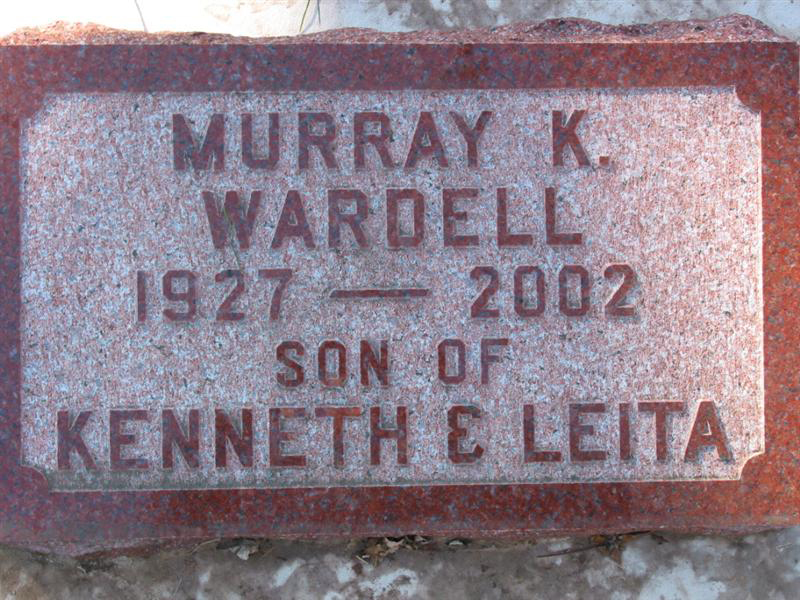 MURRAY K.
WARDELL
1927 — 2002
SON OF
KENNETH & LEITA